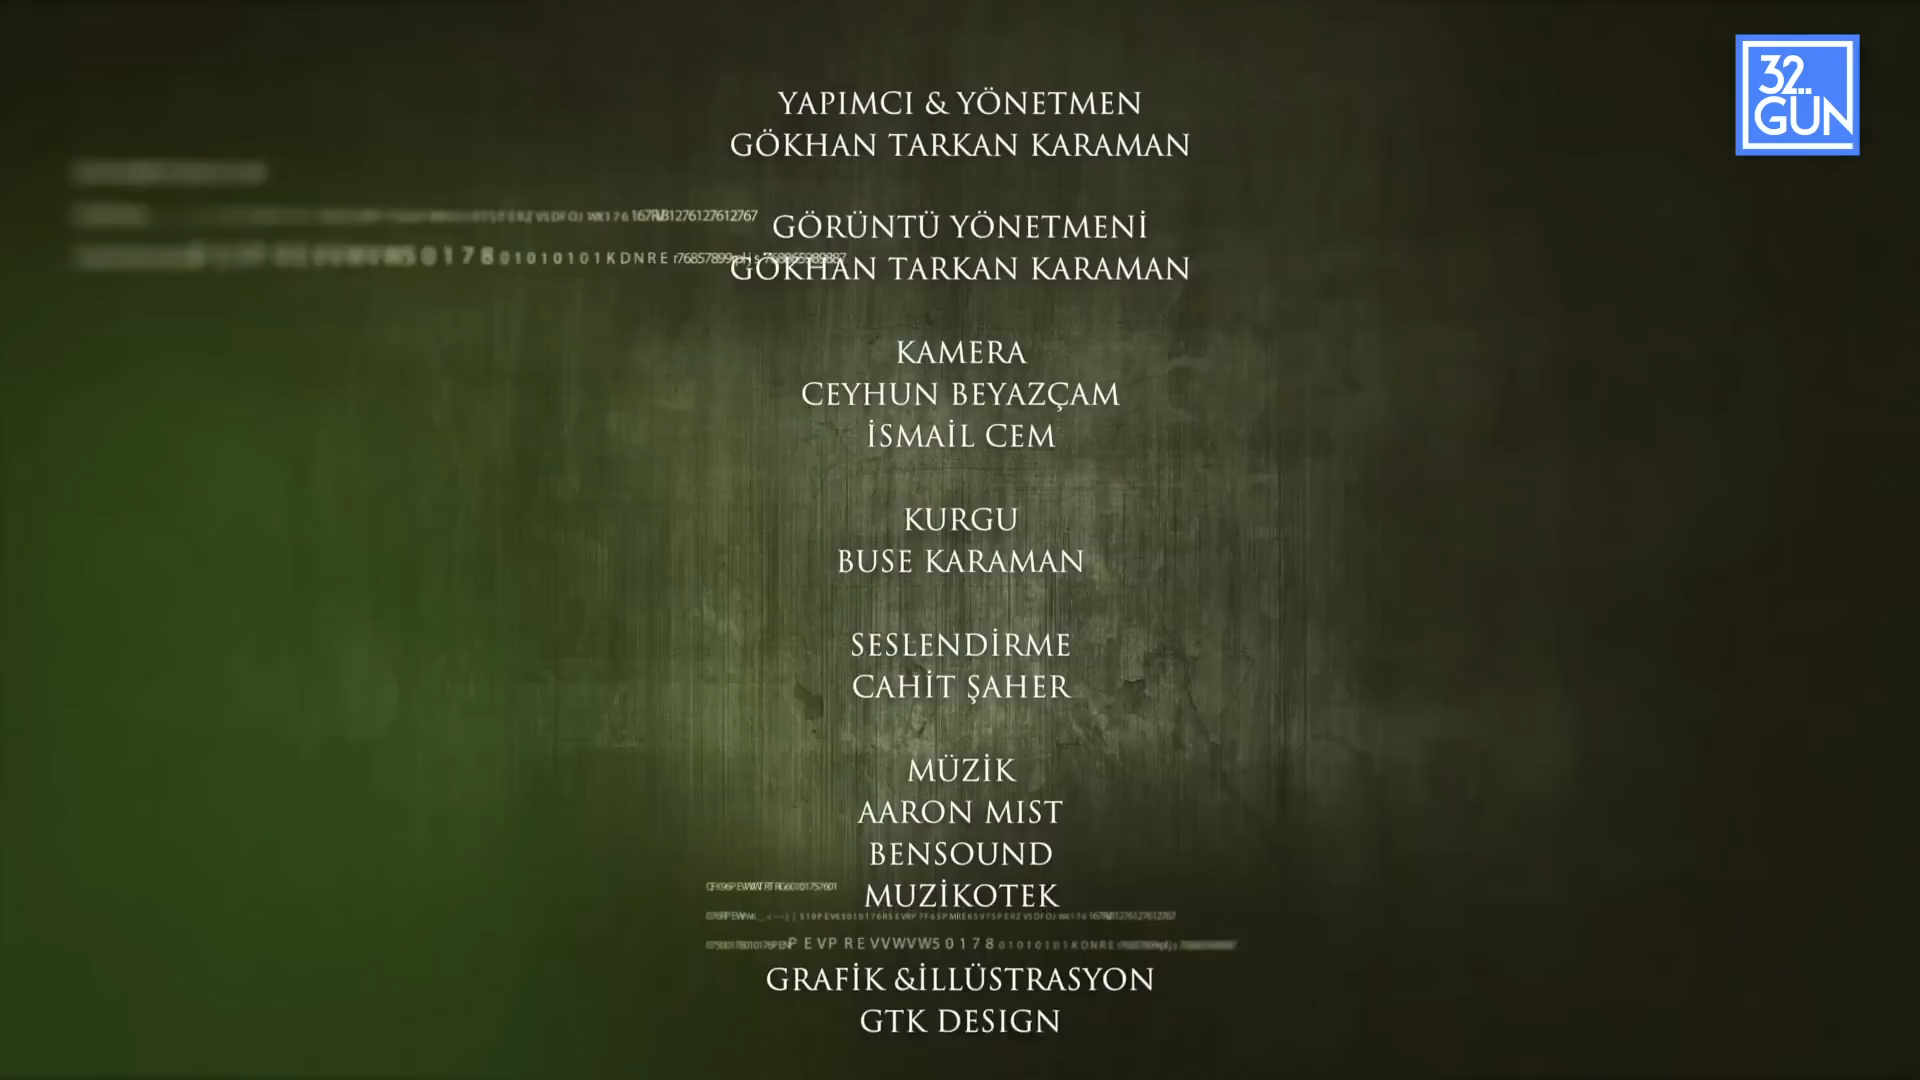 32.
GÜN
YAPIMCI & YÖNETMEN
GÖKHAN TARKAN KARAMAN
GÖRÜNTÜ YÖNETMENİ
GÖKHAN TARKAN KARAMAN
KAMERA
CEYHUN BEYAZÇAM
İSMAİL CEM
KURGU
BUSE KARAMAN
SESLENDİRME
CAHİT ŞAHER
MÜZİK
AARON MIST
BENSOUND
MUZİKOTEK
PEVPREVVWVW5017801010101KDNRE
GRAFİK &İLLÜSTRASYON
GTK DESIGN